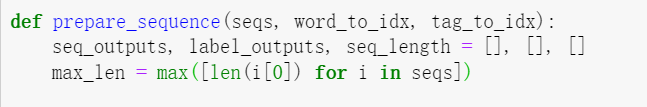 def prepare_sequence(seqs, word_to_idx, tag_to_idx):
    seq_outputs, label_outputs, seq_length = [], [], []
    max_len = max([len(i[0]) for i in seqs])